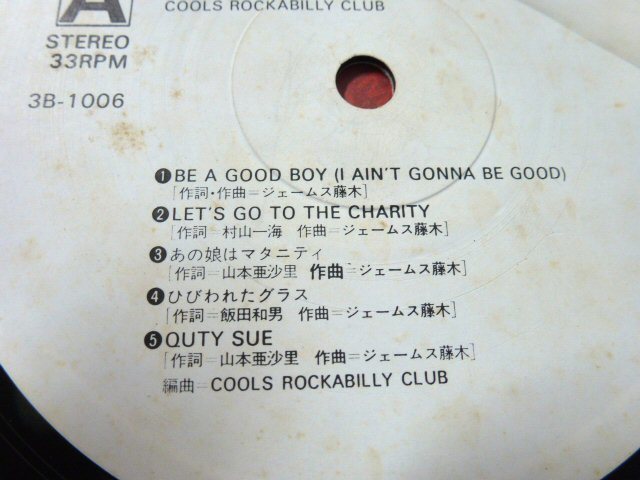 COOLS ROCKABILLY CLUB
A
STEREO
33RPM
3B-1006
❶BE A GOOD BOY (I AIN'T GONNA BE GOOD)
[作詞・作曲=ジェームス藤木]
❷LET'S GO TO THE CHARITY
[作詞=村山一海 作曲=ジェームス藤木]
❸あの娘はマタニティ
[作詞=山本亜沙里 作曲=ジェームス藤木]
❹ひびわれたグラス
[作詞=飯田和男 作曲=ジェームス藤木]
❺QUTY SUE
[作詞=山本亜沙里 作曲=ジェームス藤木]
編曲=COOLS ROCKABILLY CLUB